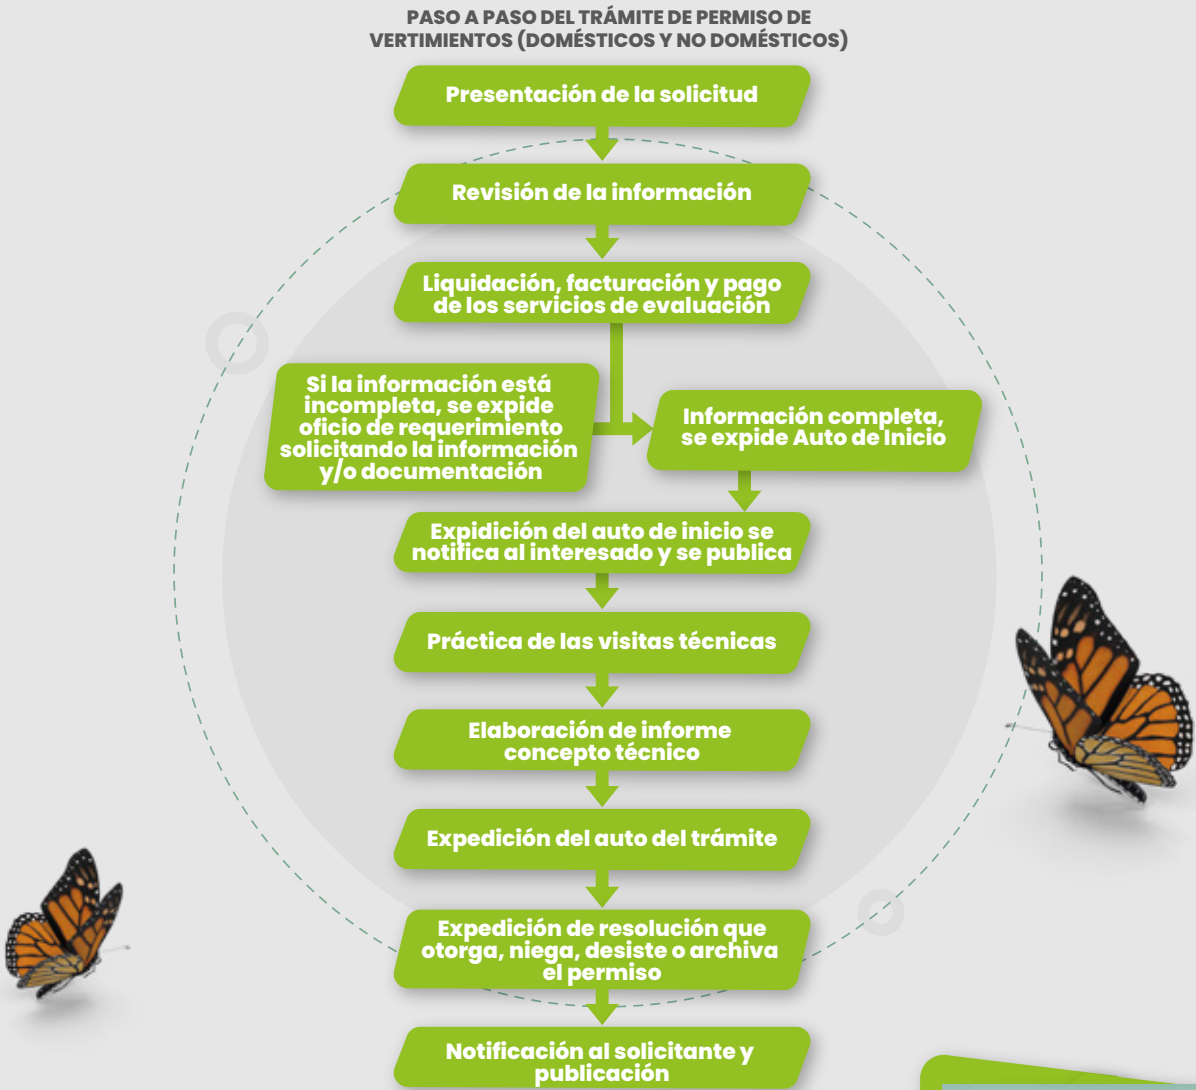 PASO A PASO DEL TRÁMITE DE PERMISO DE
VERTIMIENTOS (DOMÉSTICOS Y NO DOMÉSTICOS)
Presentación de la solicitud
Revisión de la información
Liquidación, facturación y pago
de los servicios de evaluación
Si la información está
incompleta, se expide
oficio de requerimiento
solicitando la información
y/o documentación
Información completa,
se expide Auto de Inicio
Expidición del auto de inicio se
notifica al interesado y se publica
Práctica de las visitas técnicas
Elaboración de informe
concepto técnico
Expedición del auto del trámite
Expedición de resolución que
otorga, niega, desiste o archiva
el permiso
Notificación al solicitante y
publicación